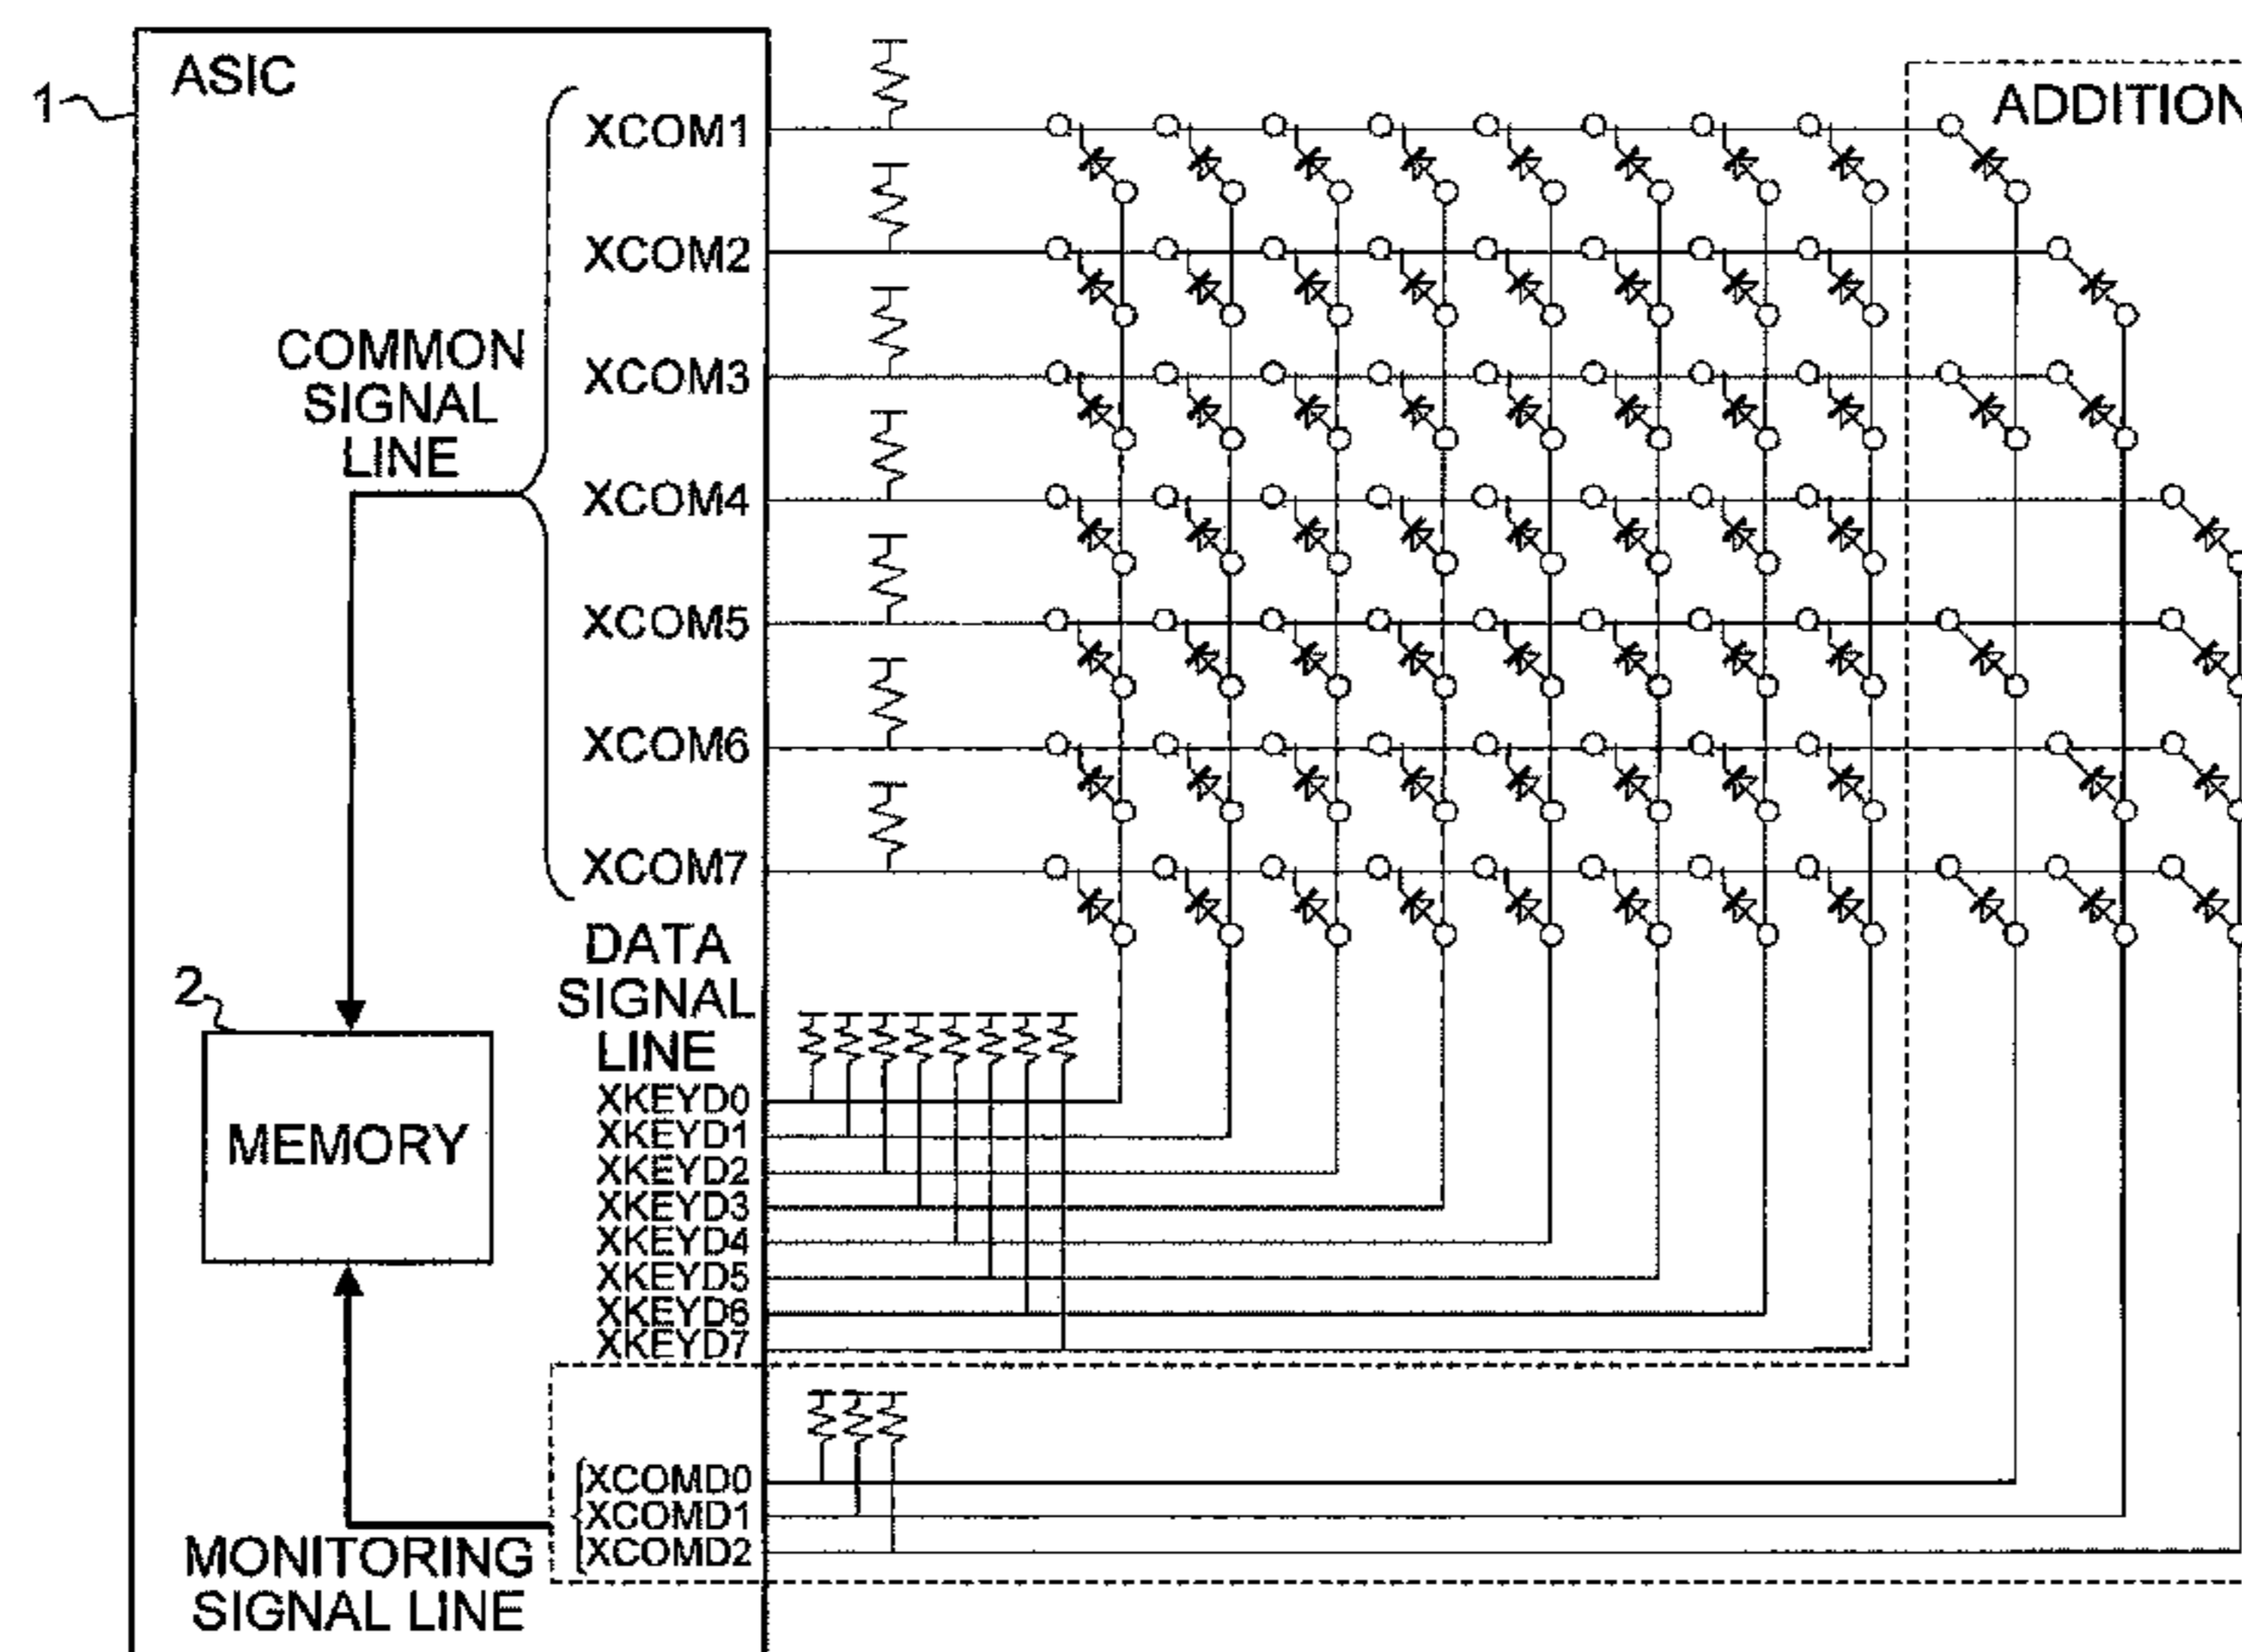 1
ASIC
XCOM1
XCOM2
XCOM3
XCOM4
XCOM5
XCOM6
XCOM7
COMMON
SIGNAL
LINE
ADDITION
DATA
SIGNAL
LINE
2
MEMORY
XKEYD0
XKEYD1
XKEYD2
XKEYD3
XKEYD4
XKEYD5
XKEYD6
XKEYD7
XCOMD0
XCOMD1
XCOMD2
MONITORING
SIGNAL LINE